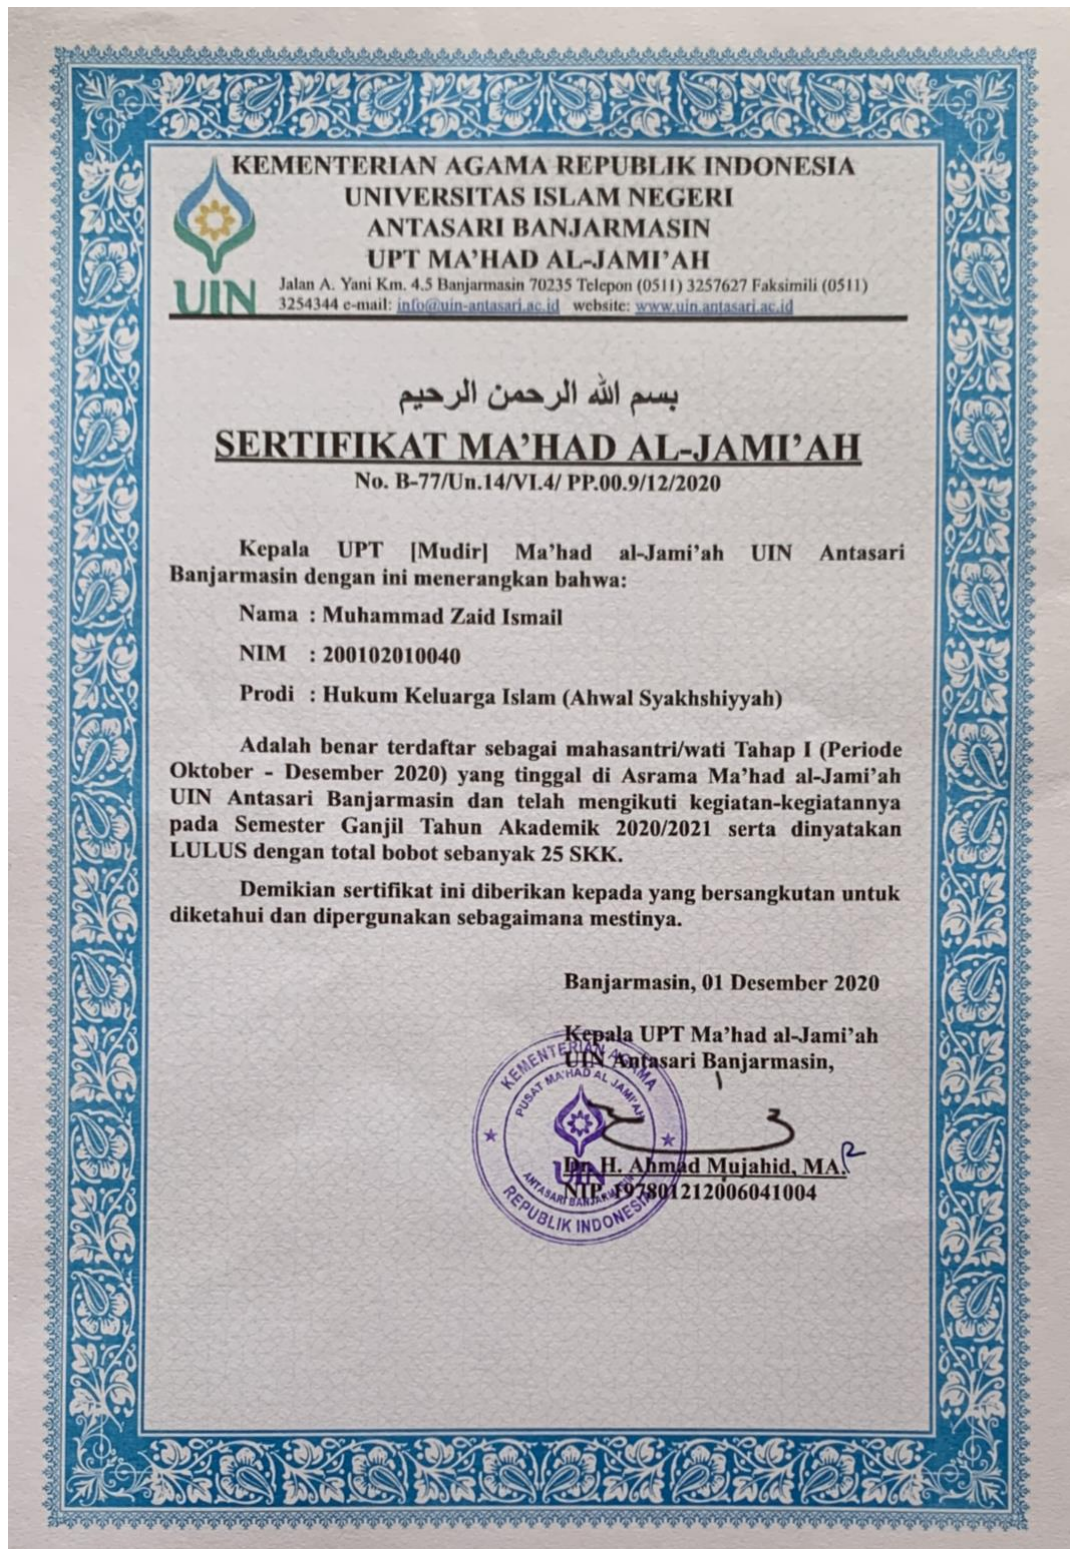 KEMENTERIAN AGAMA REPUBLIK INDONESIA
UNIVERSITAS ISLAM NEGERI
ANTASARI BANJARMASIN
UPT MA’HAD AL-JAMI’AH
UIN
Jalan A. Yani Km. 4,5 Banjarmasin 70235 Telepon (0511) 3257627 Faksimili (0511)
3254344 e-mail: info@uin-antasari.ac.id website: www.uin.antasari.ac.id
بسم الله الرحمن الرحيم
SERTIFIKAT MA’HAD AL-JAMI’AH
No. B-77/Un.14/VI.4/ PP.00.9/12/2020
Kepala UPT [Mudir] Ma’had al-Jami’ah UIN Antasari
Banjarmasin dengan ini menerangkan bahwa:
Nama : Muhammad Zaid Ismail
NIM : 200102010040
Prodi : Hukum Keluarga Islam (Ahwal Syakhshiyyah)
Adalah benar terdaftar sebagai mahasantri/wati Tahap I (Periode
Oktober - Desember 2020) yang tinggal di Asrama Ma’had al-Jami’ah
UIN Antasari Banjarmasin dan telah mengikuti kegiatan-kegiatannya
pada Semester Ganjil Tahun Akademik 2020/2021 serta dinyatakan
LULUS dengan total bobot sebanyak 25 SKK.
Demikian sertifikat ini diberikan kepada yang bersangkutan untuk
diketahui dan dipergunakan sebagaimana mestinya.
Banjarmasin, 01 Desember 2020
Kepala UPT Ma’had al-Jami’ah
UIN Antasari Banjarmasin,
KEMENTERIAN AGAMA
PUSAT MA'HAD AL JAMI'AH
UIN
ANTASARI BANJARMASIN
REPUBLIK INDONESIA
Dr. H. Ahmad Mujahid, MA.
NIP. 197801212006041004